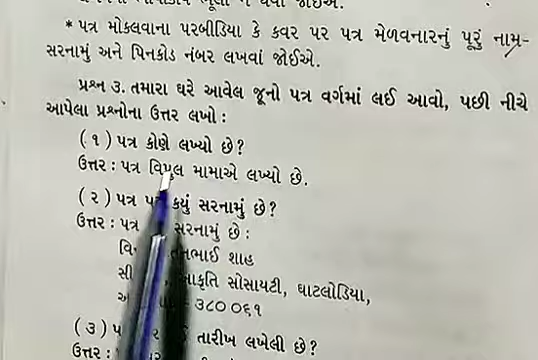 જોઈએ.
* પત્ર મોકલવાના પરબીડિયા કે કવર પર પત્ર મેળવનારનું પૂરું નામ-
સરનામું અને પિનકોડ નંબર લખવાં જોઈએ.
પ્રશ્ન ૩. તમારા ઘરે આવેલ જૂનો પત્ર વર્ગમાં લઈ આવો, પછી નીચે
આપેલા પ્રશ્નોના ઉત્તર લખો :
(૧) પત્ર કોણે લખ્યો છે?
ઉત્તર : પત્ર વિપુલ મામાએ લખ્યો છે.
(૨) પત્ર કયું સરનામું છે?
ઉત્તર : પત્ર સરનામું છે :
શાહ
સોસાયટી, ઘાટલોડિયા,
૩૮૦૦૬૧
(૩) તારીખ લખેલી છે?
ઉત્તર :